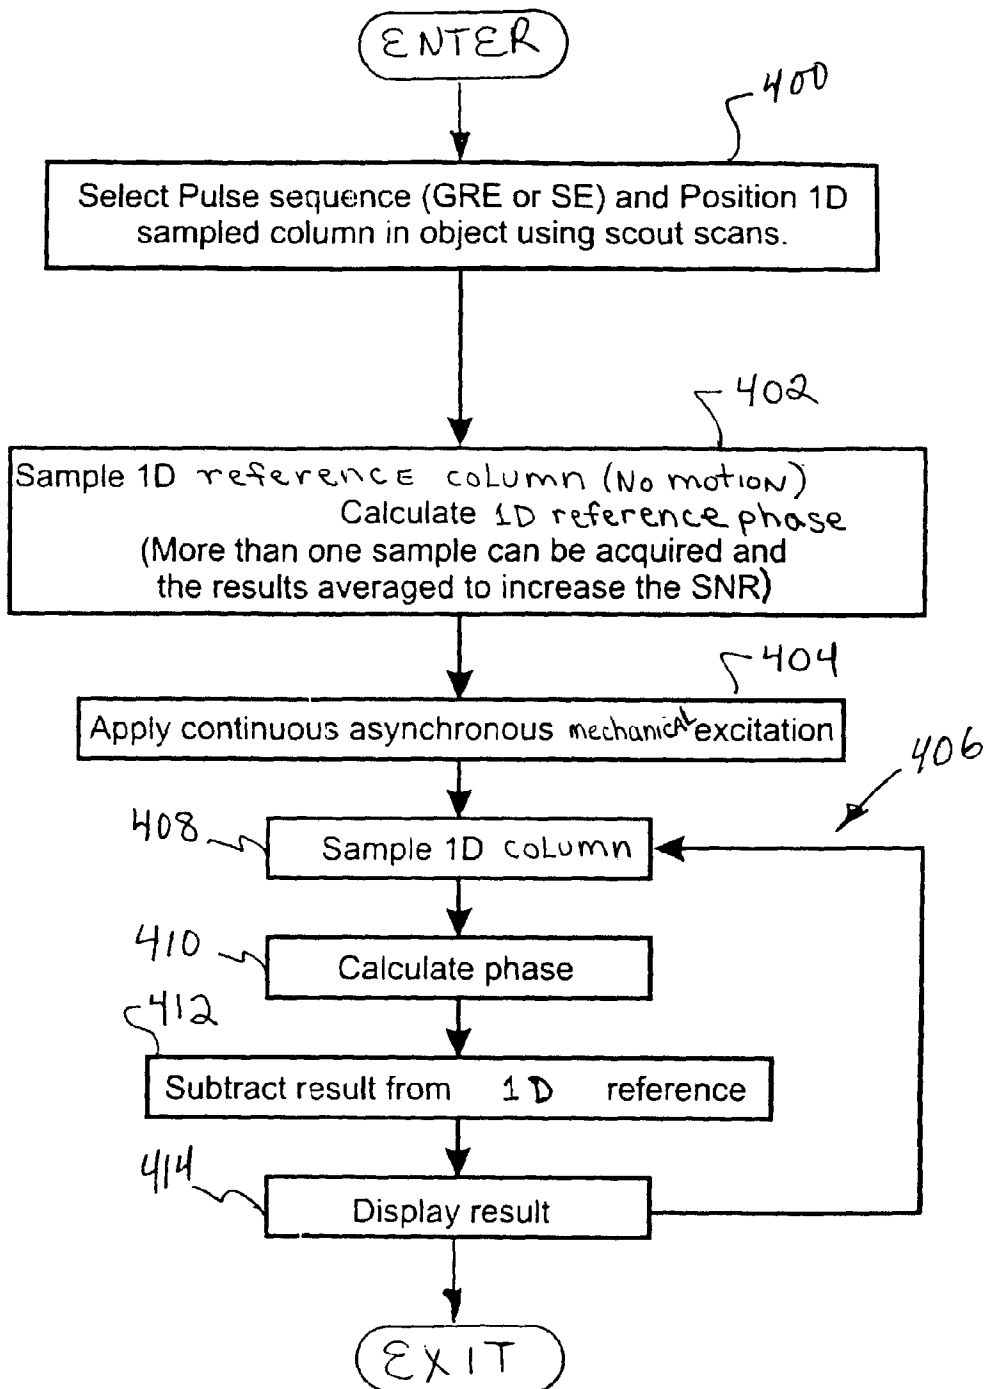 ENTER
400
Select Pulse sequence (GRE or SE) and Position 1D
sampled column in object using scout scans.
402
Sample 1D reference column (No motion)
Calculate 1D reference phase
(More than one sample can be acquired and
the results averaged to increase the SNR)
404
Apply continuous asynchronous mechanical excitation
406
408
Sample 1D column
410
Calculate phase
412
Subtract result from 1D reference
414
Display result
EXIT